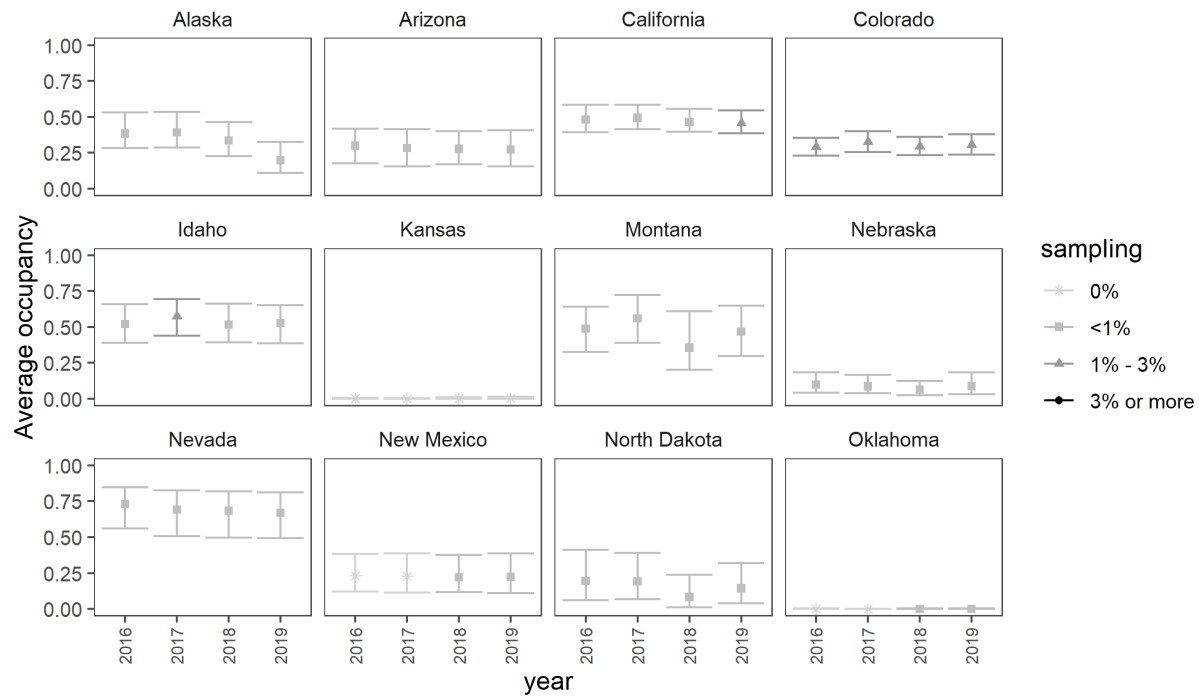 Alaska Arizona California Colorado
1.00
0.75
0.50
0.25
0.00
Idaho Kansas Montana Nebraska
1.00
0.75
0.50
0.25
0.00
Nevada New Mexico North Dakota Oklahoma
1.00
0.75
0.50
0.25
0.00
2016 2017 2018 2019 2016 2017 2018 2019 2016 2017 2018 2019 2016 2017 2018 2019
year
Average occupancy
sampling
0%
<1%
1% - 3%
3% or more